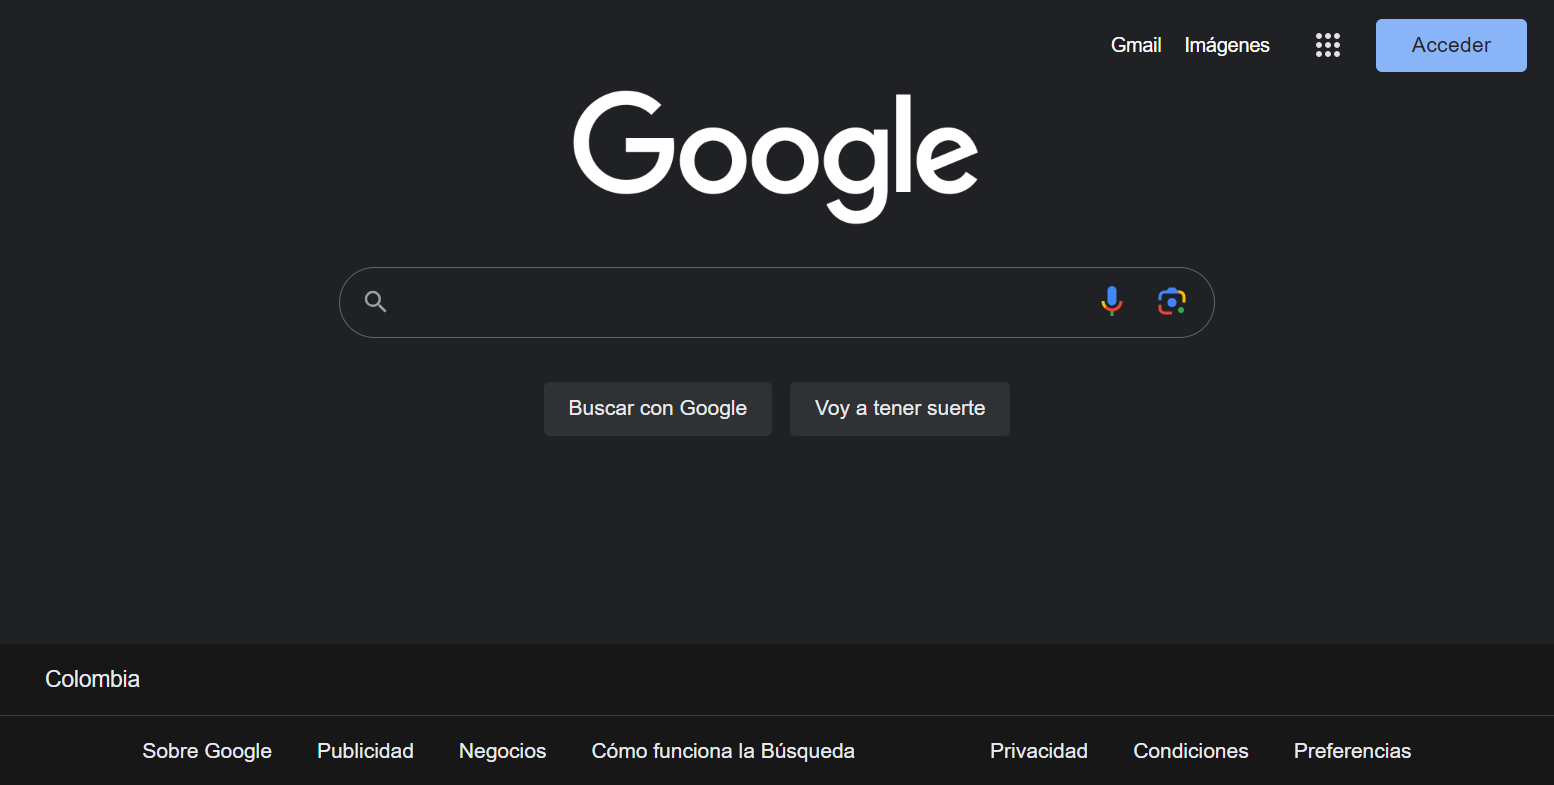 Gmail Imágenes Acceder
Google
Buscar con Google Voy a tener suerte
Colombia
Sobre Google Publicidad Negocios Cómo funciona la Búsqueda Privacidad Condiciones Preferencias